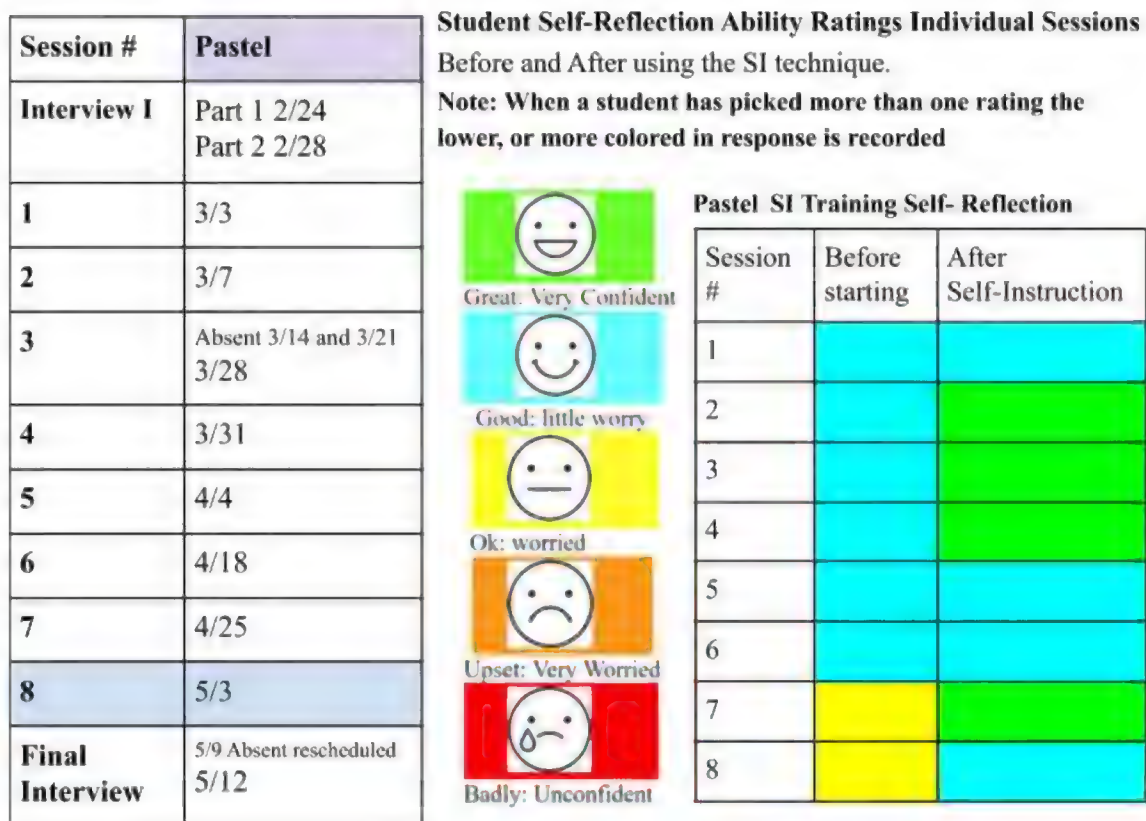 Session #
Pastel
Interview I
Part 1 2/24
Part 2 2/28
1
3/3
2
3/7
3
Absent 3/14 and 3/21
3/28
4
3/31
5
4/4
6
4/18
7
4/25
8
5/3
Final
Interview
5/9 Absent rescheduled
5/12
Student Self-Reflection Ability Ratings Individual Sessions
Before and After using the SI technique.
Note: When a student has picked more than one rating the
lower, or more colored in response is recorded
Great: Very Confident
Good: little worry
Ok: worried
Upset: Very Worried
Badly: Unconfident
Pastel SI Training Self- Reflection
Session
#
Before
starting
After
Self-Instruction
1
2
3
4
5
6
7
8